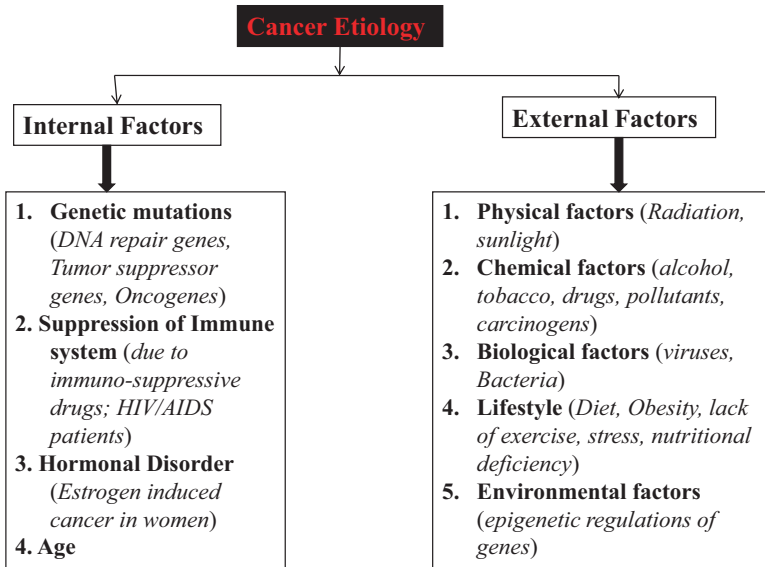 Cancer Etiology
Internal Factors
1. Genetic mutations
(DNA repair genes,
Tumor suppressor
genes, Oncogenes)
2. Suppression of Immune
system (due to
immuno-suppressive
drugs; HIV/AIDS
patients)
3. Hormonal Disorder
(Estrogen induced
cancer in women)
4. Age
External Factors
1. Physical factors (Radiation,
sunlight)
2. Chemical factors (alcohol,
tobacco, drugs, pollutants,
carcinogens)
3 Biological factors (viruses,
Bacteria)
4. Lifestyle (Diet, Obesity, lack
of exercise, stress, nutritional
deficiency)
5. Environmental factors
(epigenetic regulations of
genes)